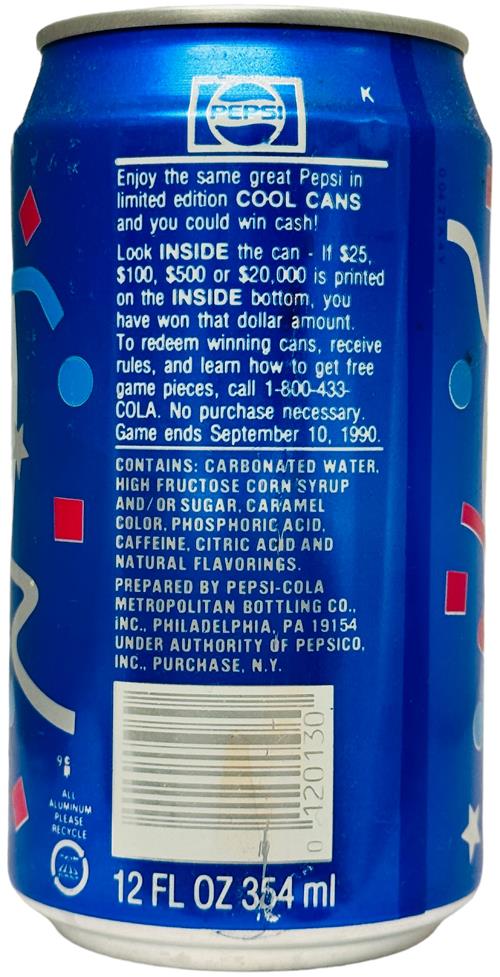 PEPSI
K
Enjoy the same great Pepsi in
limited edition COOL CANS
and you could win cash!
Look INSIDE the can - If $25,
$100, $500 or $20,000 is printed
on the INSIDE bottom, you
have won that dollar amount.
To redeem winning cans, receive
rules, and learn how to get free
game pieces, call 1-800-433-
COLA. No purchase necessary.
Game ends September 10, 1990.
CONTAINS: CARBONATED WATER,
HIGH FRUCTOSE CORN SYRUP
AND/OR SUGAR, CARAMEL
COLOR, PHOSPHORIC ACID,
CAFFEINE, CITRIC ACID AND
NATURAL FLAVORINGS.
PREPARED BY PEPSI-COLA
METROPOLITAN BOTTLING CO.,
INC., PHILADELPHIA, PA 19154
UNDER AUTHORITY OF PEPSICO,
INC., PURCHASE, N.Y.
0 120130
ALL
ALUMINUM
PLEASE
RECYCLE
12 FL OZ 354 ml